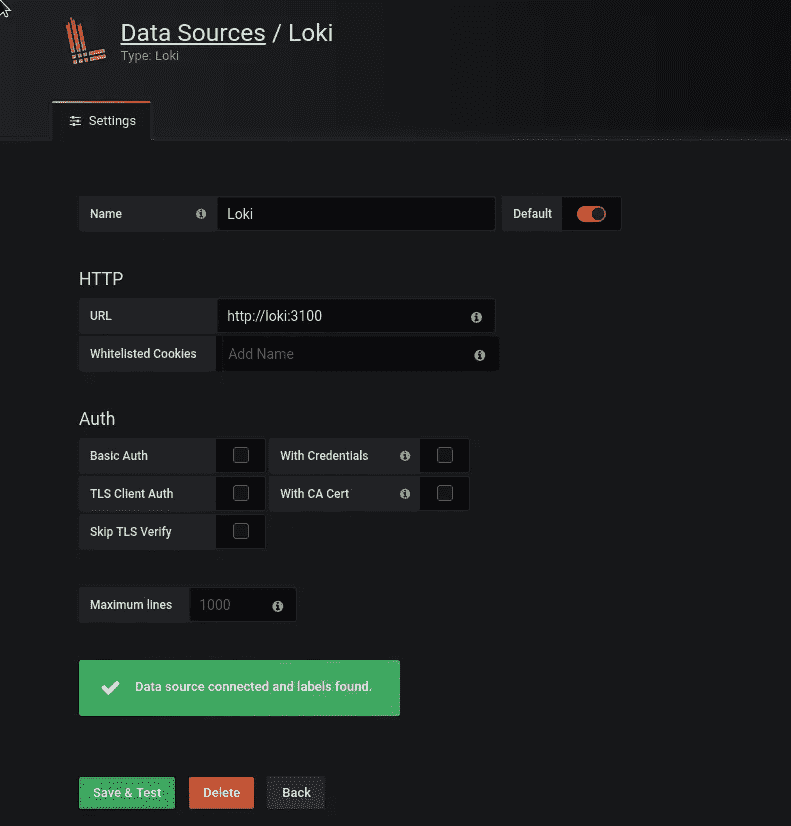 Data Sources / Loki
Type: Loki
Settings
Name Loki Default
HTTP
URL http://loki:3100
Whitelisted Cookies Add Name
Auth
Basic Auth With Credentials
TLS Client Auth With CA Cert
Skip TLS Verify
Maximum lines 1000
Data source connected and labels found.
Save & Test Delete Back